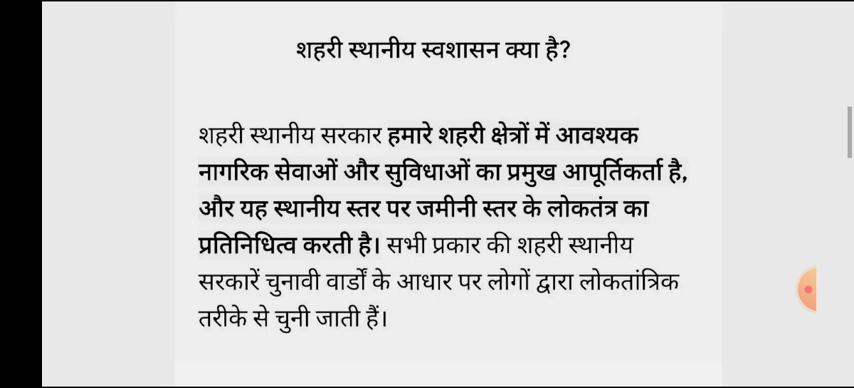 शहरी स्थानीय स्वशासन क्या है?
शहरी स्थानीय सरकार हमारे शहरी क्षेत्रों में आवश्यक
नागरिक सेवाओं और सुविधाओं का प्रमुख आपूर्तिकर्ता है,
और यह स्थानीय स्तर पर जमीनी स्तर के लोकतंत्र का
प्रतिनिधित्व करती है। सभी प्रकार की शहरी स्थानीय
सरकारें चुनावी वार्डों के आधार पर लोगों द्वारा लोकतांत्रिक
तरीके से चुनी जाती हैं।